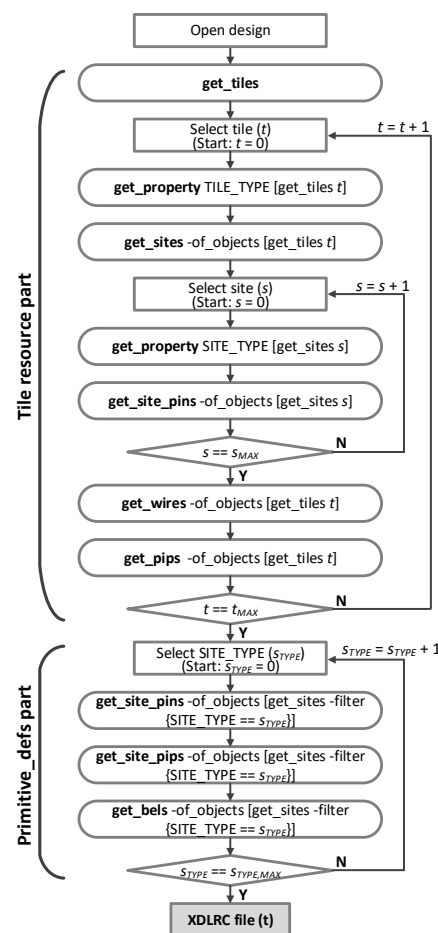 Open design
get_tiles
Select tile (t)
(Start: t = 0)
t = t + 1
get_property TILE_TYPE [get_tiles t]
get_sites -of_objects [get_tiles t]
Select site (s)
(Start: s = 0)
s = s + 1
get_property SITE_TYPE [get_sites s]
get_site_pins -of_objects [get_sites s]
s == sMAX
N
Y
get_wires -of_objects [get_tiles t]
get_pips -of_objects [get_tiles t]
t == tMAX
N
Y
Tile resource part
Select SITE_TYPE (sTYPE)
(Start: sTYPE = 0)
sTYPE = sTYPE + 1
get_site_pins -of_objects [get_sites -filter
{SITE_TYPE == sTYPE}]
get_site_pips -of_objects [get_sites -filter
{SITE_TYPE == sTYPE}]
get_bels -of_objects [get_sites -filter
{SITE_TYPE == sTYPE}]
sTYPE == sTYPE,MAX
N
Y
Primitive_defs part
XDLRC file (t)